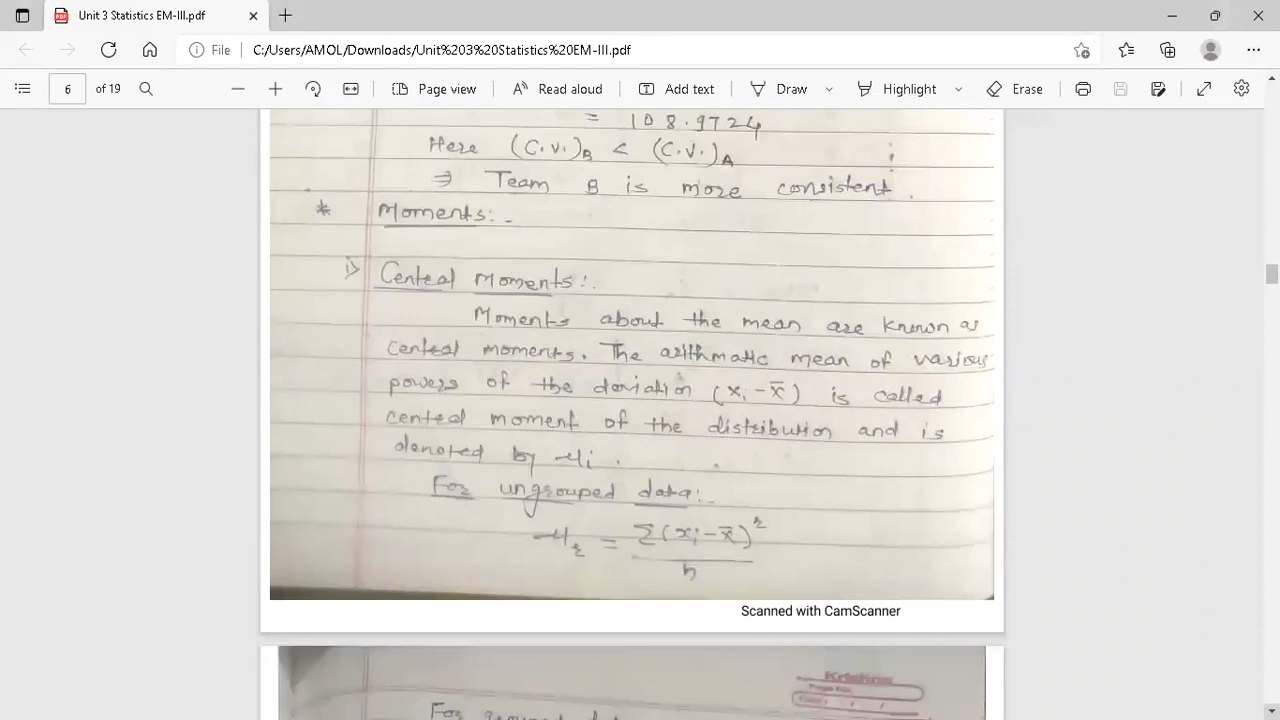 Unit 3 Statistics EM-III.pdf
File C:/Users/AMOL/Downloads/Unit%203%20Statistics%20EM-III.pdf
6 of 19 Page view Read aloud Add text Draw Highlight Erase
= 108.9724
Here (C.V.)B < (C.V.)A
⇒ Team B is more consistent.
* Moments:-
i) Central Moments:-
Moments about the mean are known as
central moments. The arithmatic mean of various
powers of the deviation (xi - x̄) is called
central moment of the distribution and is
denoted by μi.
For ungrouped data:-
μr = Σ(xi - x̄)^r
n
Scanned with CamScanner
For grouped